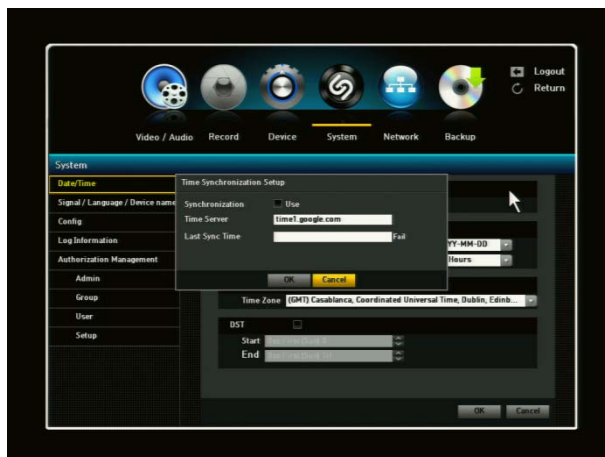 Logout
Return
Video / Audio Record Device System Network Backup
System
Date/Time
Signal / Language / Device name
Config
Log Information
Authorization Management
Admin
Group
User
Setup
Time Synchronization Setup
Synchronization Use
Time Server time1.google.com
Last Sync Time Fail
OK Cancel
YY-MM-DD
Hours
Time Zone (GMT) Casablanca, Coordinated Universal Time, Dublin, Edinb...
DST
Start
End
OK Cancel